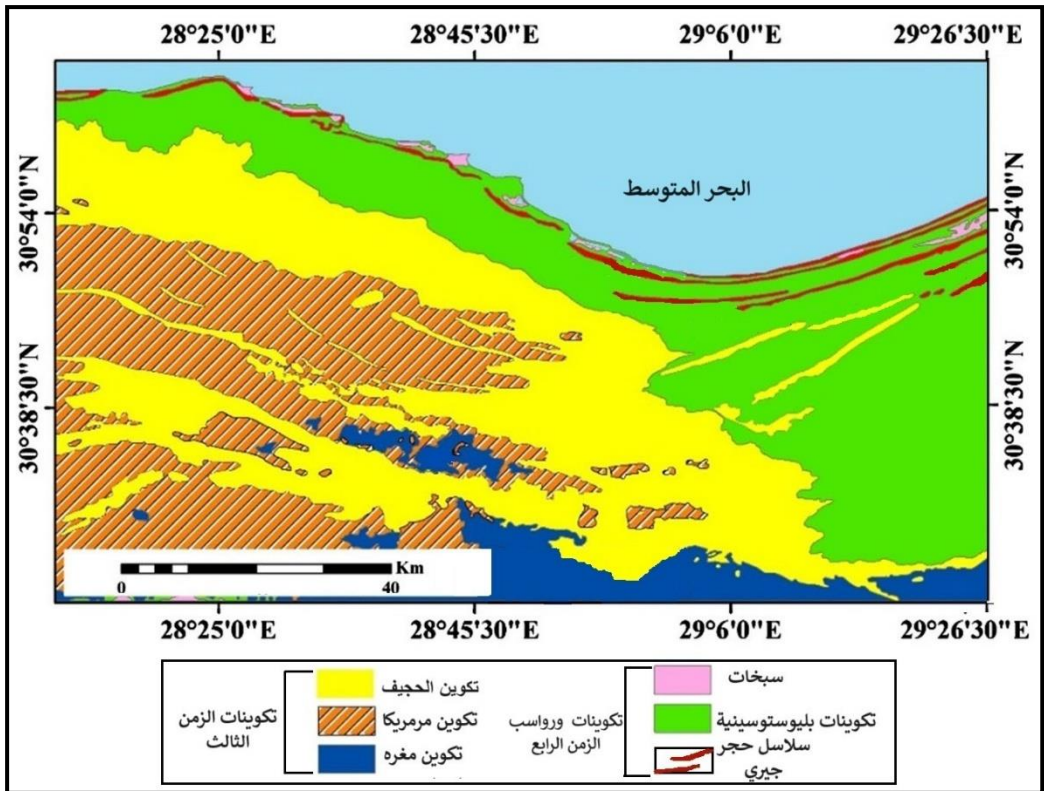 28°25'0"E 28°45'30"E 29°6'0"E 29°26'30"E
30°54'0"N
30°54'0"N
البحر المتوسط
30°38'30"N
30°38'30"N
Km
0 40
28°25'0"E 28°45'30"E 29°6'0"E 29°26'30"E
سبخات
تكوينات بليوستوسينية
سلاسل حجر
جيري
تكوينات ورواسب
الزمن الرابع
تكوين الحجيف
تكوين مرمريكا
تكوين مغره
تكوينات الزمن
الثالث